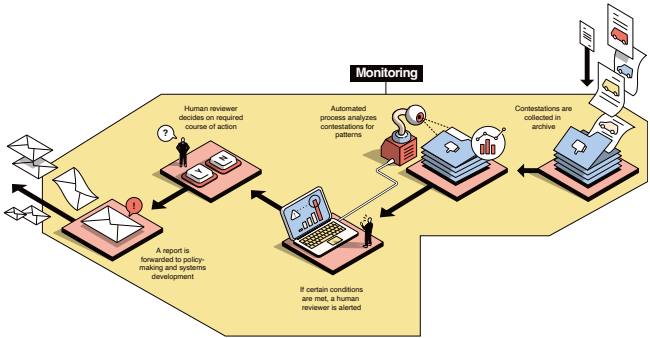 Monitoring
Human reviewer
decides on required
course of action
Automated
process analyzes
contestations for
patterns
Contestations are
collected in
archive
?
Y
N
!
A report is
forwarded to policy-
making and systems
development
If certain conditions
are met, a human
reviewer is alerted